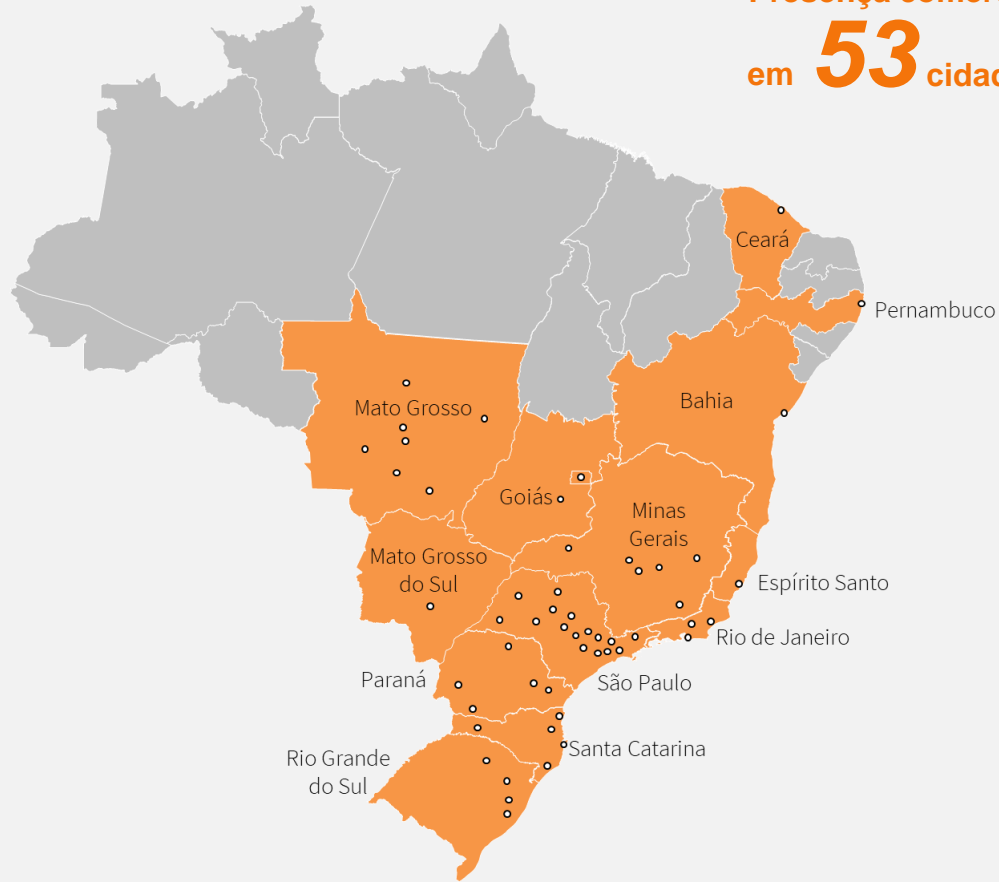 em 53
Ceará
Pernambuco
Bahia
Mato Grosso
Goiás
Minas
Gerais
Mato Grosso
do Sul
Espírito Santo
Rio de Janeiro
Paraná
São Paulo
Santa Catarina
Rio Grande
do Sul